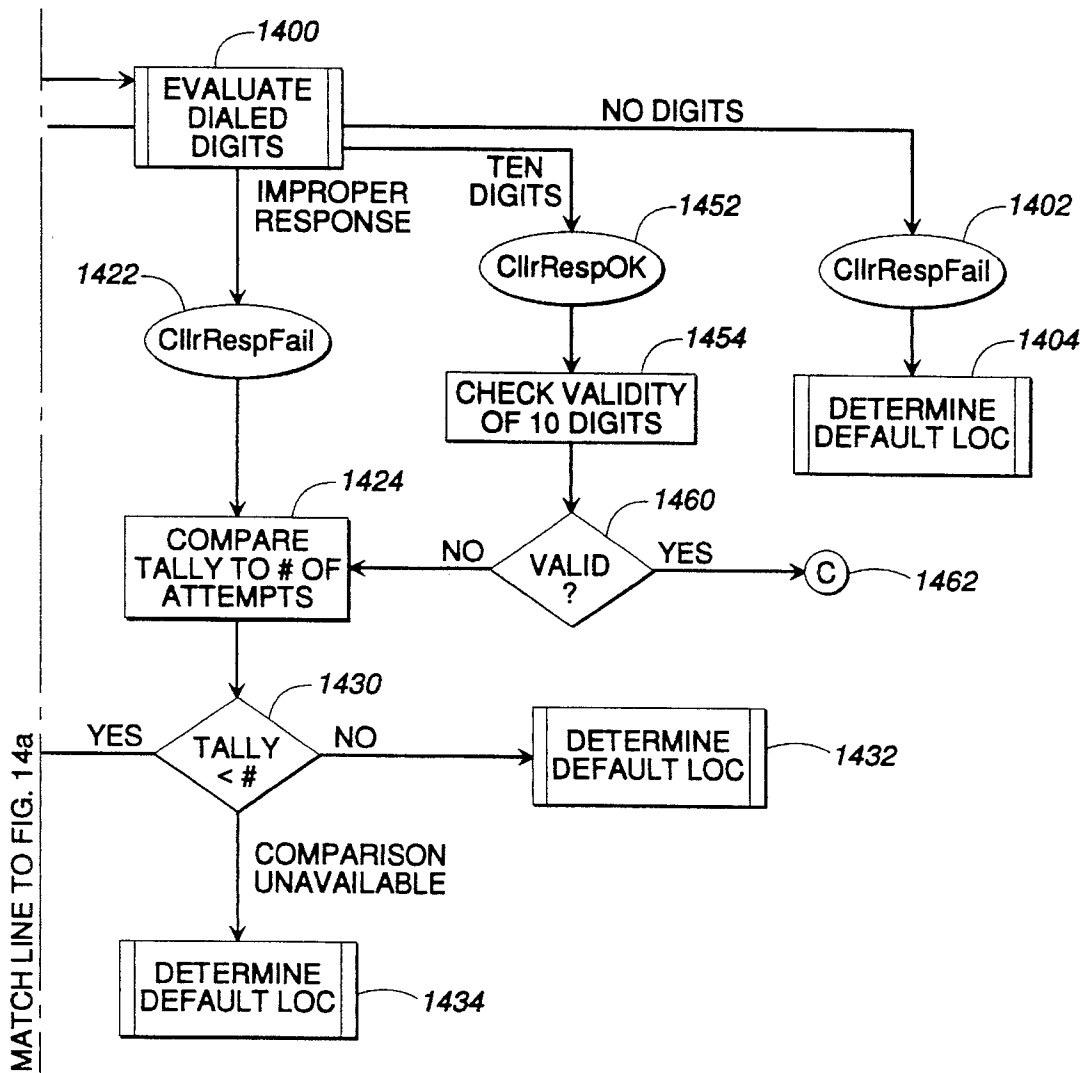 1400
EVALUATE
DIALED
DIGITS
NO DIGITS
IMPROPER
RESPONSE
TEN
DIGITS
1452
1402
CllrRespOK
CllrRespFail
1422
CllrRespFail
1454
1404
CHECK VALIDITY
OF 10 DIGITS
DETERMINE
DEFAULT LOC
1424
1460
COMPARE
TALLY TO # OF
ATTEMPTS
NO
VALID
?
YES
C
1462
1430
YES
TALLY
< #
NO
DETERMINE
DEFAULT LOC
1432
COMPARISON
UNAVAILABLE
DETERMINE
DEFAULT LOC
1434
MATCH LINE TO FIG. 14a